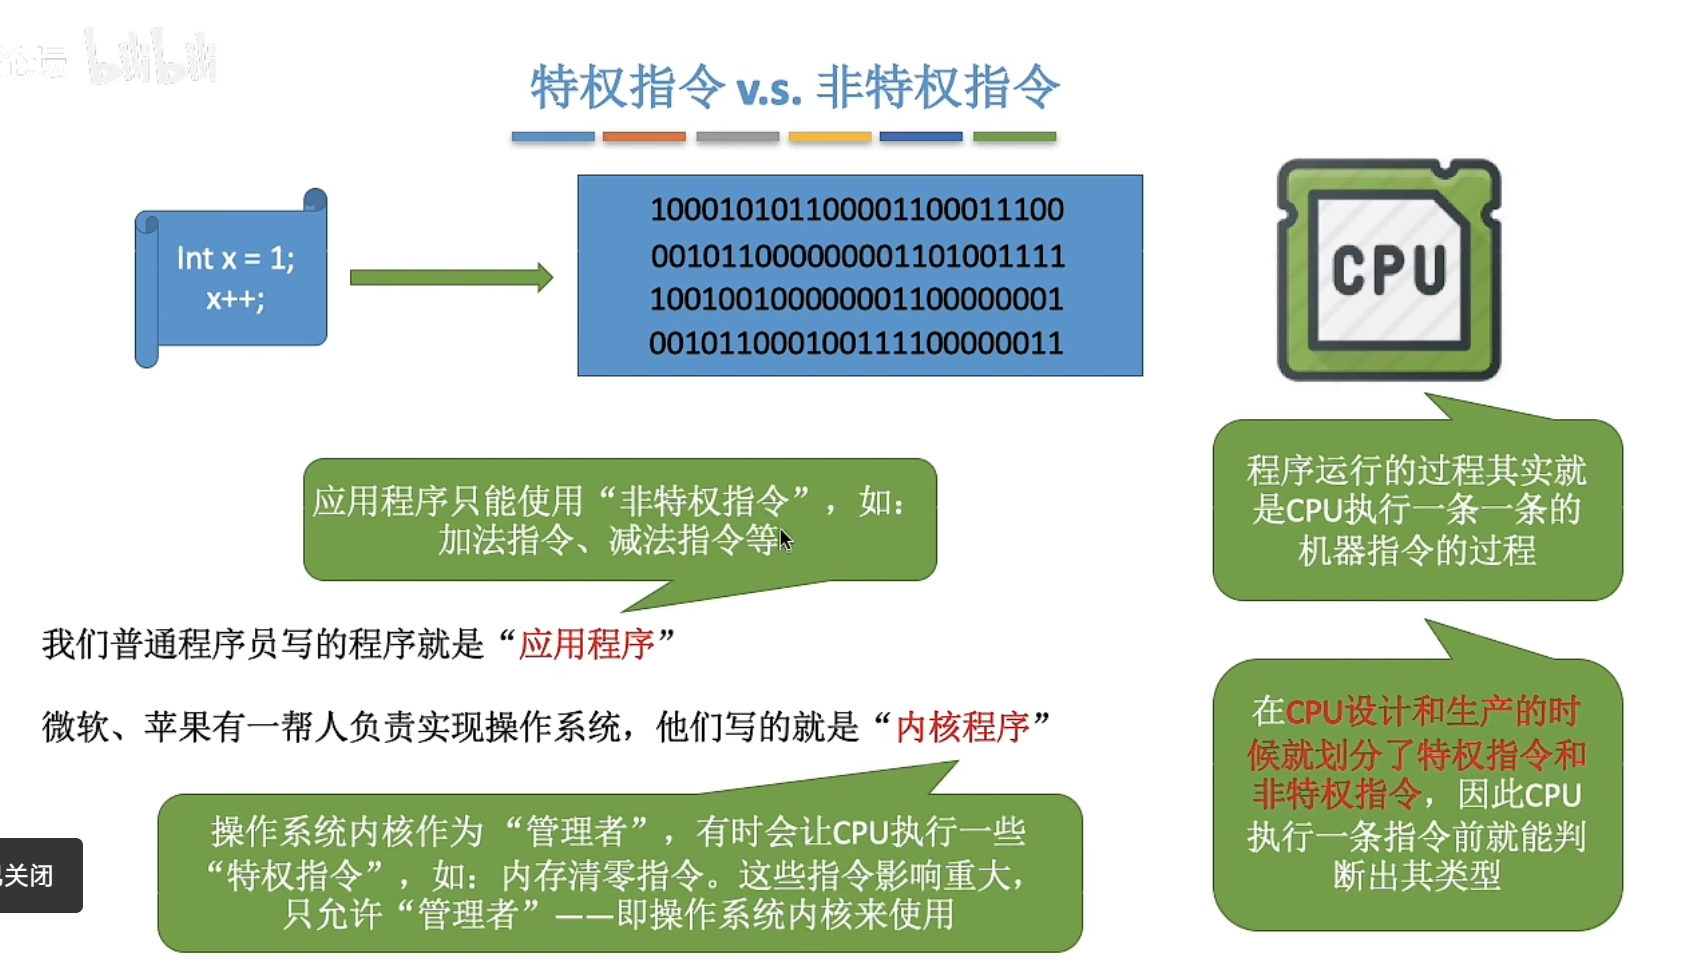 论坛 bilibili
特权指令 v.s. 非特权指令
Int x = 1;
x++;
100010101100001100011100
001011000000001101001111
100100100000001100000001
001011000100111100000011
CPU
应用程序只能使用“非特权指令”，如：
加法指令、减法指令等
程序运行的过程其实就
是CPU执行一条一条的
机器指令的过程
我们普通程序员写的程序就是“应用程序”
微软、苹果有一帮人负责实现操作系统，他们写的就是“内核程序”
在CPU设计和生产的时
候就划分了特权指令和
非特权指令，因此CPU
执行一条指令前就能判
断出其类型
操作系统内核作为 “管理者”，有时会让CPU执行一些
“特权指令”，如：内存清零指令。这些指令影响重大，
只允许“管理者”——即操作系统内核来使用
关闭